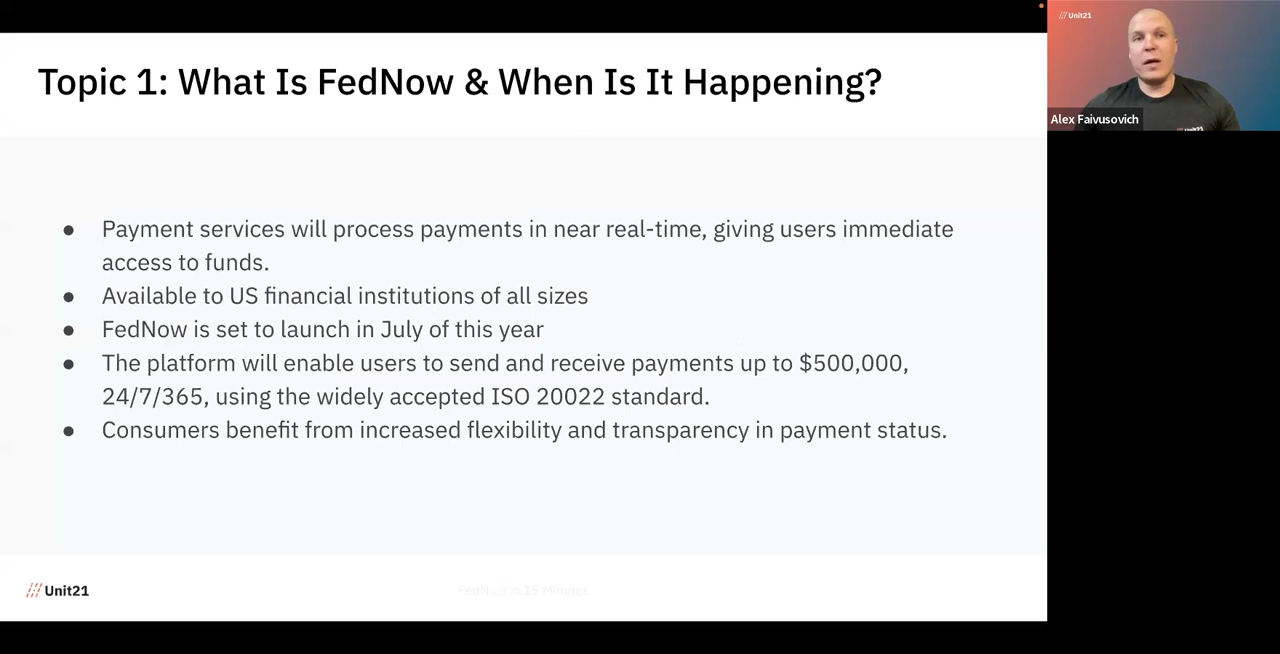 Topic 1: What Is FedNow & When Is It Happening?
● Payment services will process payments in near real-time, giving users immediate
access to funds.
● Available to US financial institutions of all sizes
● FedNow is set to launch in July of this year
● The platform will enable users to send and receive payments up to $500,000,
24/7/365, using the widely accepted ISO 20022 standard.
● Consumers benefit from increased flexibility and transparency in payment status.
Unit21
FedNow in 15 Minutes
Unit21
Alex Faivusovich